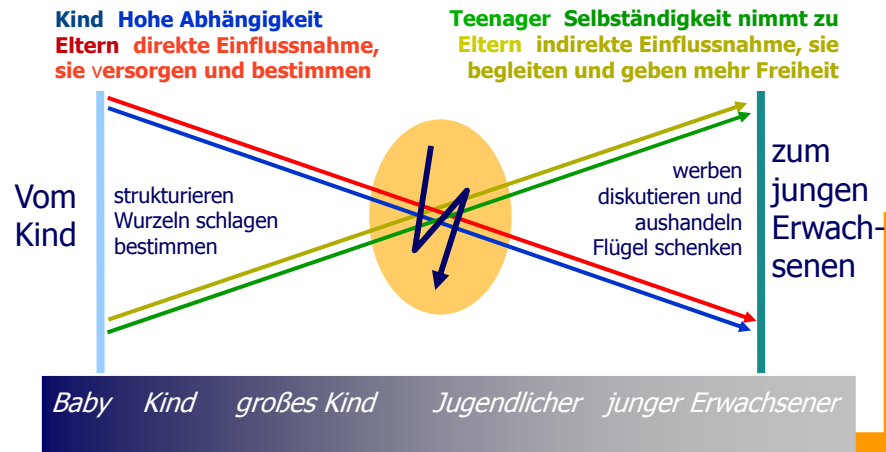 Kind Hohe Abhängigkeit
Eltern direkte Einflussnahme,
sie versorgen und bestimmen
Teenager Selbständigkeit nimmt zu
Eltern indirekte Einflussnahme, sie
begleiten und geben mehr Freiheit
Vom
Kind
strukturieren
Wurzeln schlagen
bestimmen
werben
diskutieren und
aushandeln
Flügel schenken
zum
jungen
Erwach-
senen
Baby Kind großes Kind Jugendlicher junger Erwachsener